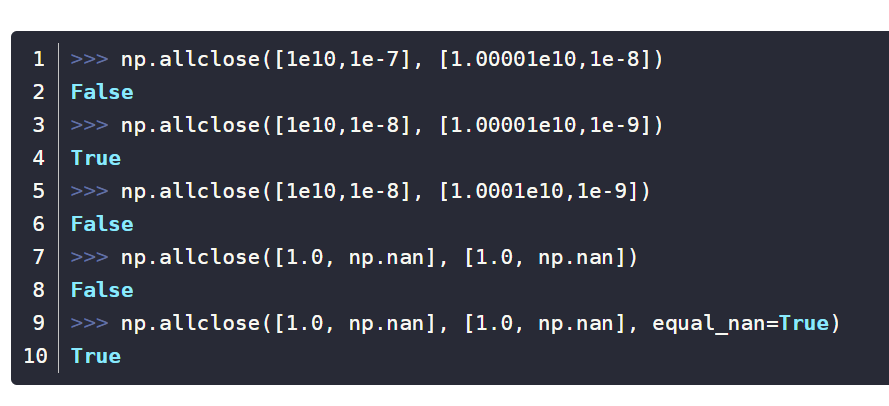 1 >>> np.allclose([1e10,1e-7], [1.00001e10,1e-8])
2 False
3 >>> np.allclose([1e10,1e-8], [1.00001e10,1e-9])
4 True
5 >>> np.allclose([1e10,1e-8], [1.0001e10,1e-9])
6 False
7 >>> np.allclose([1.0, np.nan], [1.0, np.nan])
8 False
9 >>> np.allclose([1.0, np.nan], [1.0, np.nan], equal_nan=True)
10 True